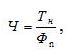 Ч = Тн / Фп ,